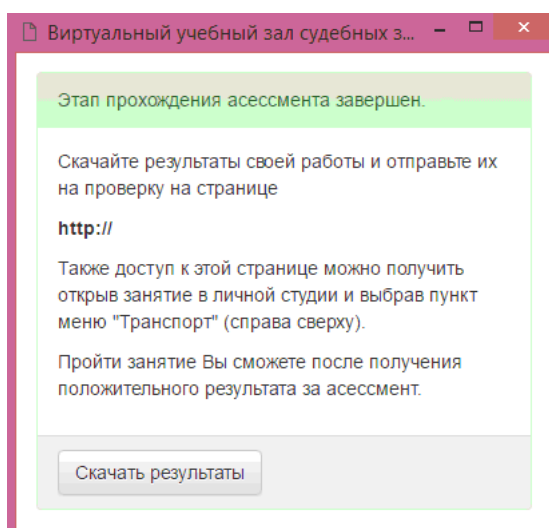 Виртуальный учебный зал судебных з...
Этап прохождения асессмента завершен.
Скачайте результаты своей работы и отправьте их
на проверку на странице
http://
Также доступ к этой странице можно получить
открыв занятие в личной студии и выбрав пункт
меню "Транспорт" (справа сверху).
Пройти занятие Вы сможете после получения
положительного результата за асессмент.
Скачать результаты